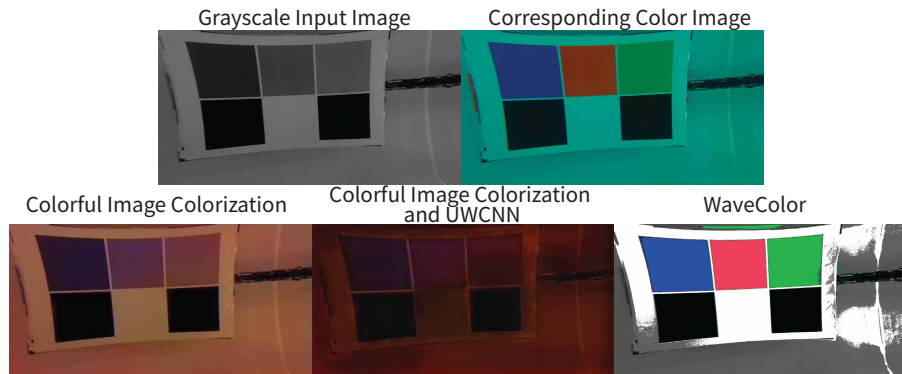 Grayscale Input Image
Corresponding Color Image
Colorful Image Colorization
Colorful Image Colorization
and UWCNN
WaveColor